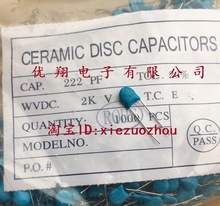 CERAMIC DISC CAPACITORS
优翔电子有限公司
CAP. 222 PF TOL. %
WVDC. 2K V T.C. E
QUANTITY. 1000 PCS
淘宝ID:xiezuozhou
MODELNO.
Q.C. PASS
P.O.#